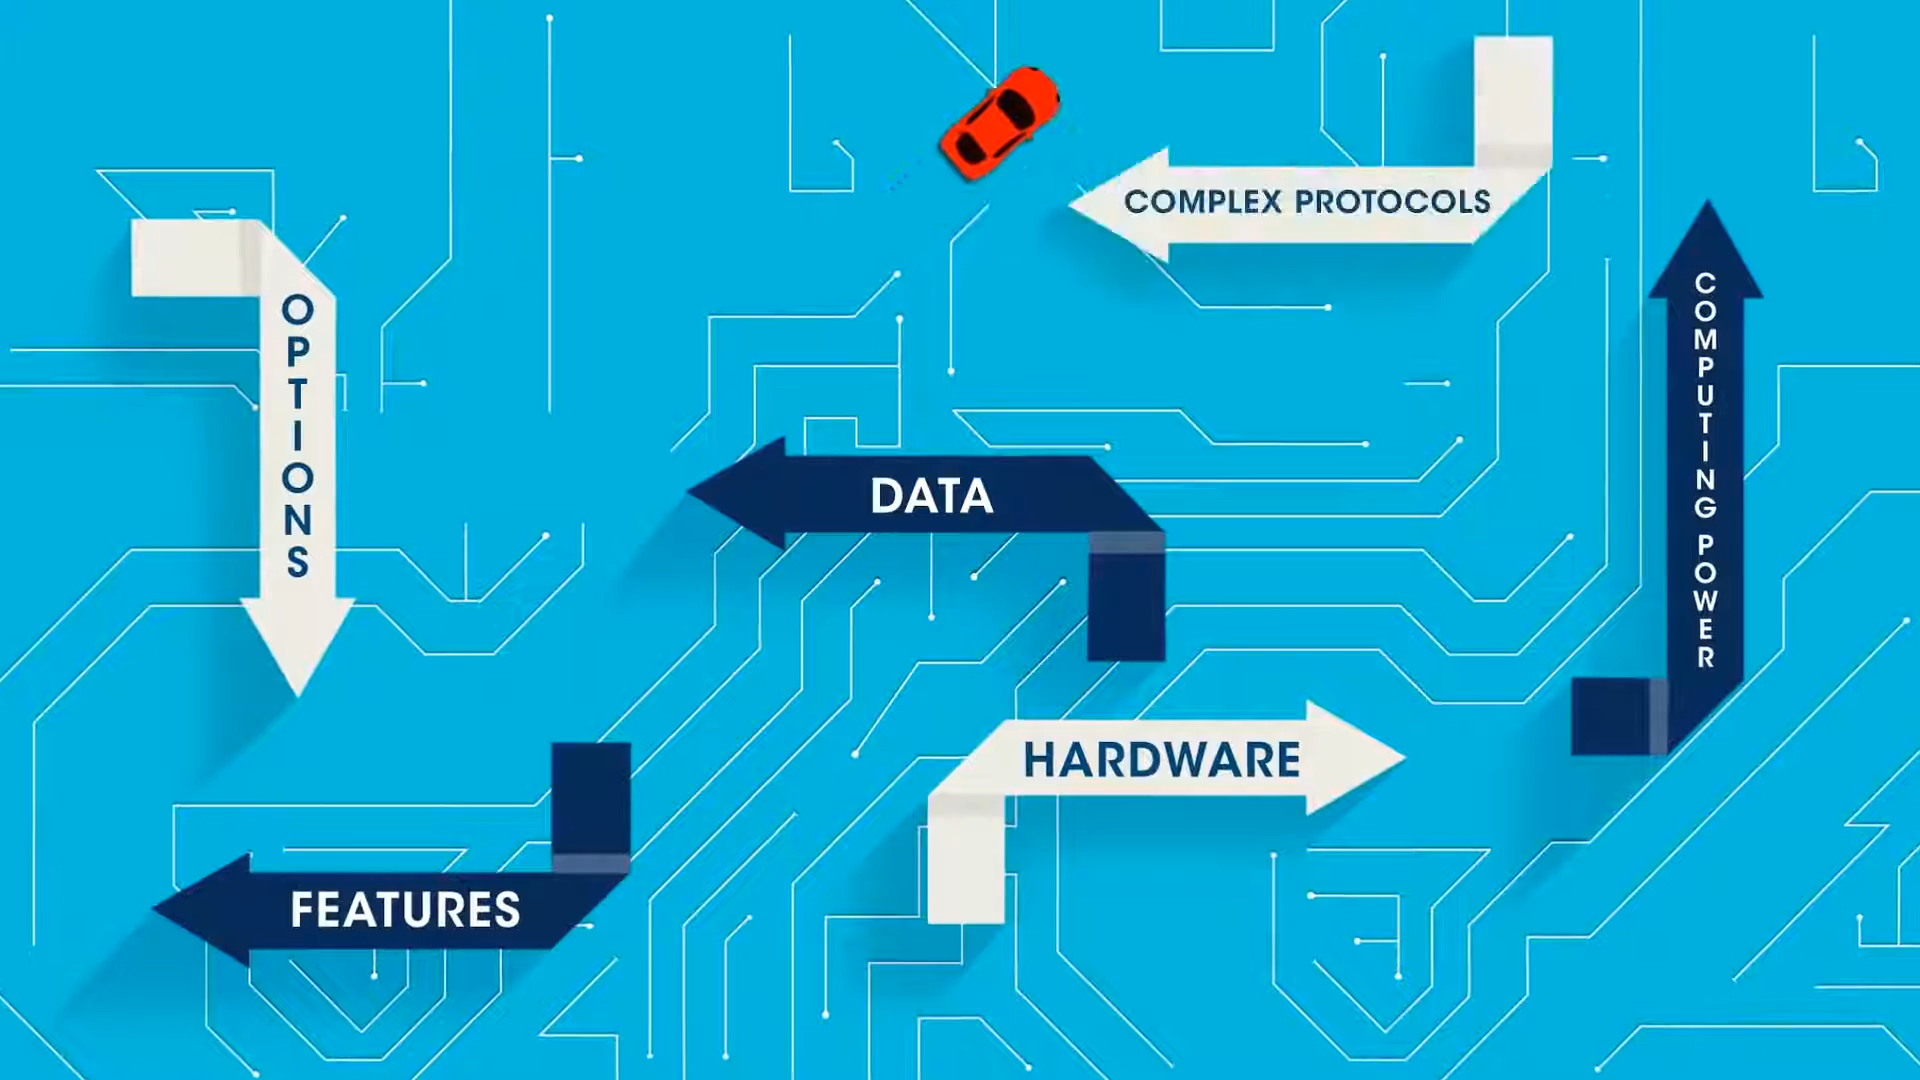 COMPLEX PROTOCOLS
OPTIONS
COMPUTING POWER
DATA
HARDWARE
FEATURES